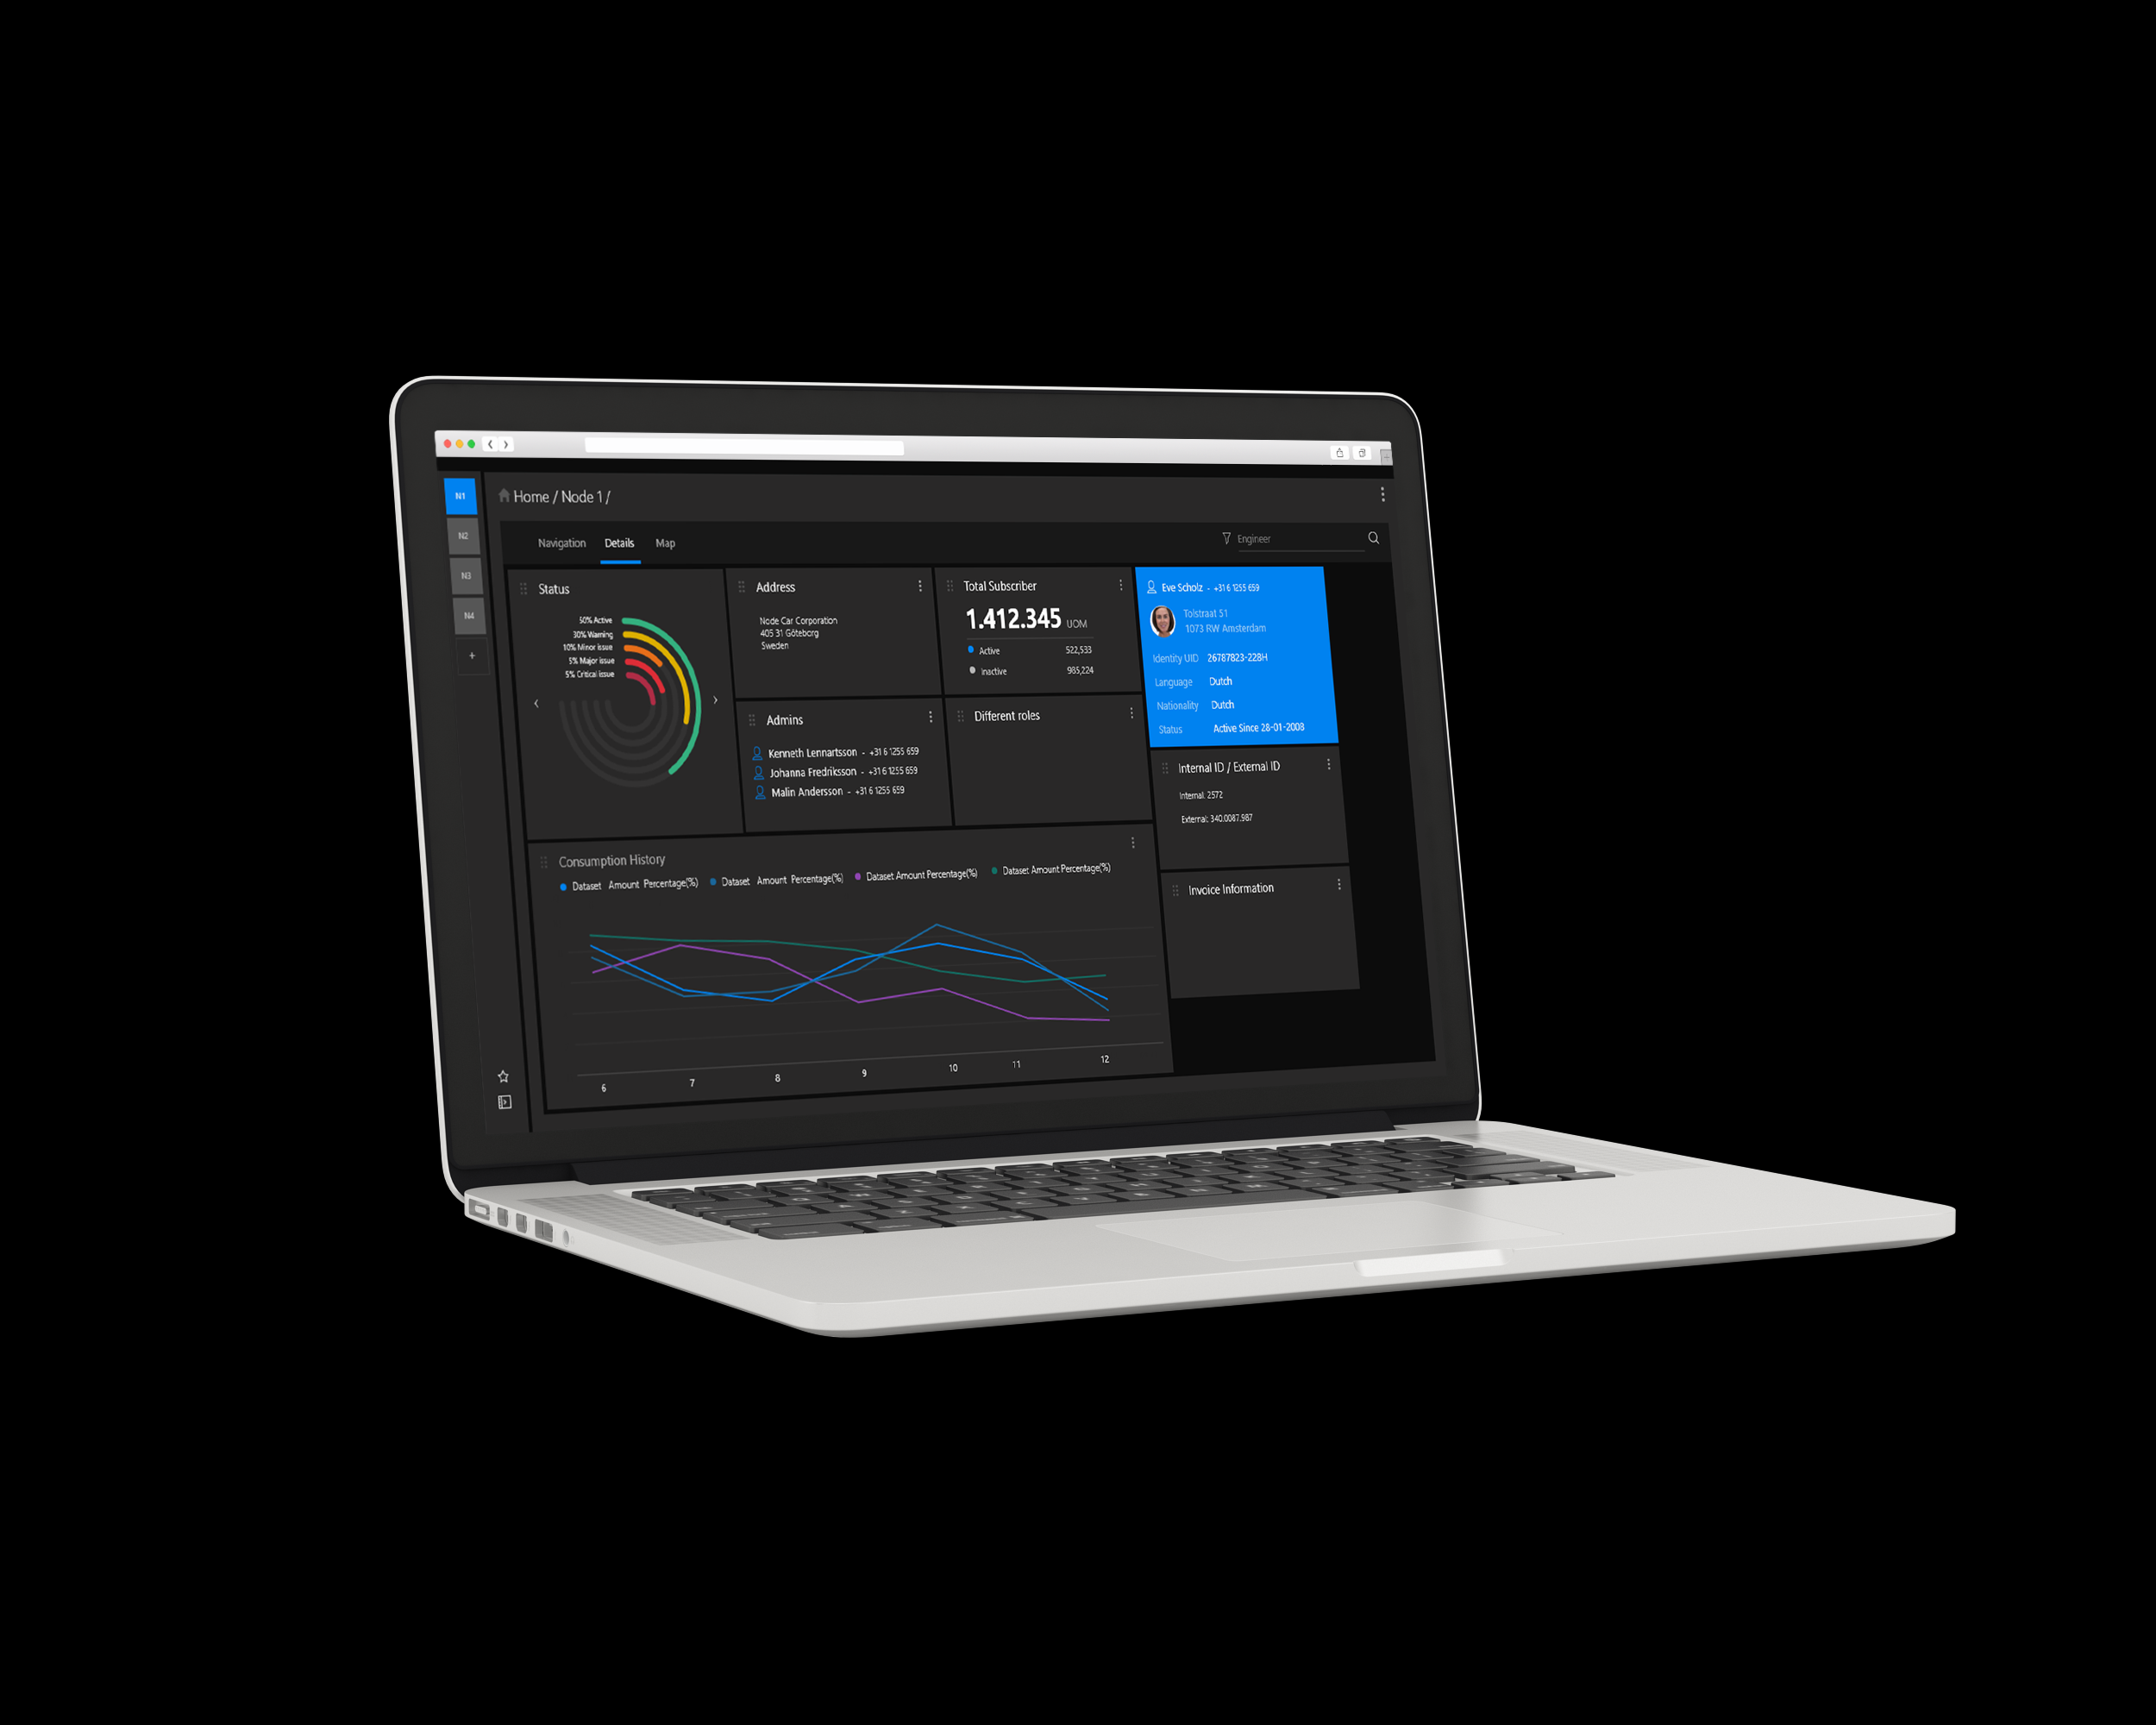 N1
N2
N3
N4
+
Home / Node 1 /
Navigation Details Map
Engineer
Status
50% Active
30% Warning
10% Minor issue
5% Major issue
5% Critical issue
Address
Node Car Corporation
405 31 Göteborg
Sweden
Total Subscriber
1.412.345 UOM
Active 522,533
Inactive 985,224
Eve Scholz - +31 6 1255 659
Tolstraat 51
1073 RW Amsterdam
Identity UID 26787823-228H
Language Dutch
Nationality Dutch
Status Active Since 28-01-2008
Admins
Kenneth Lennartsson - +31 6 1255 659
Johanna Fredriksson - +31 6 1255 659
Malin Andersson - +31 6 1255 659
Different roles
Internal ID / External ID
Internal: 2572
External: 340.0087.987
Invoice Information
Consumption History
Dataset Amount Percentage(%) Dataset Amount Percentage(%) Dataset Amount Percentage(%) Dataset Amount Percentage(%)
6 7 8 9 10 11 12